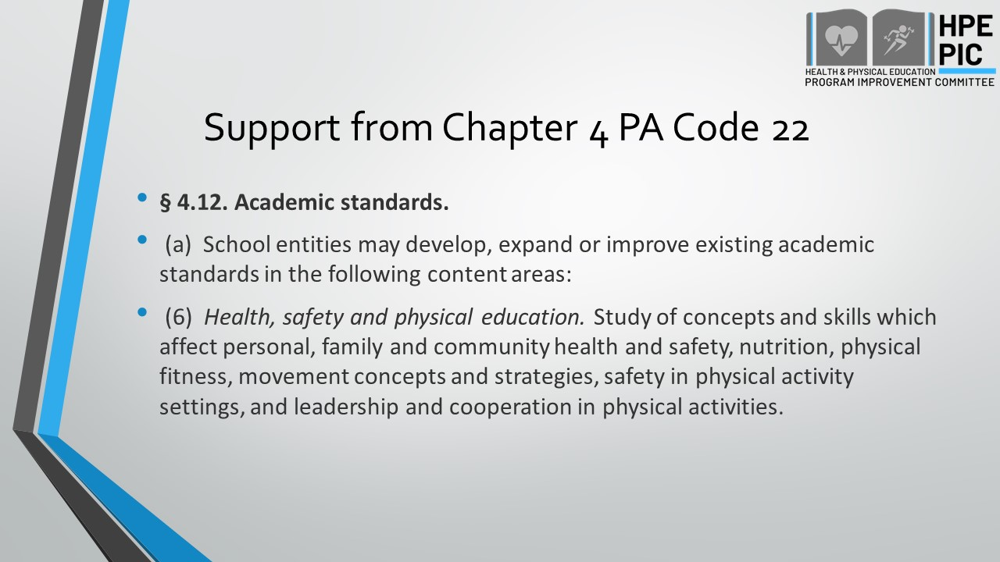 HPE
PIC
HEALTH & PHYSICAL EDUCATION
PROGRAM IMPROVEMENT COMMITTEE
Support from Chapter 4 PA Code 22
• § 4.12. Academic standards.
• (a) School entities may develop, expand or improve existing academic
standards in the following content areas:
• (6) Health, safety and physical education. Study of concepts and skills which
affect personal, family and community health and safety, nutrition, physical
fitness, movement concepts and strategies, safety in physical activity
settings, and leadership and cooperation in physical activities.